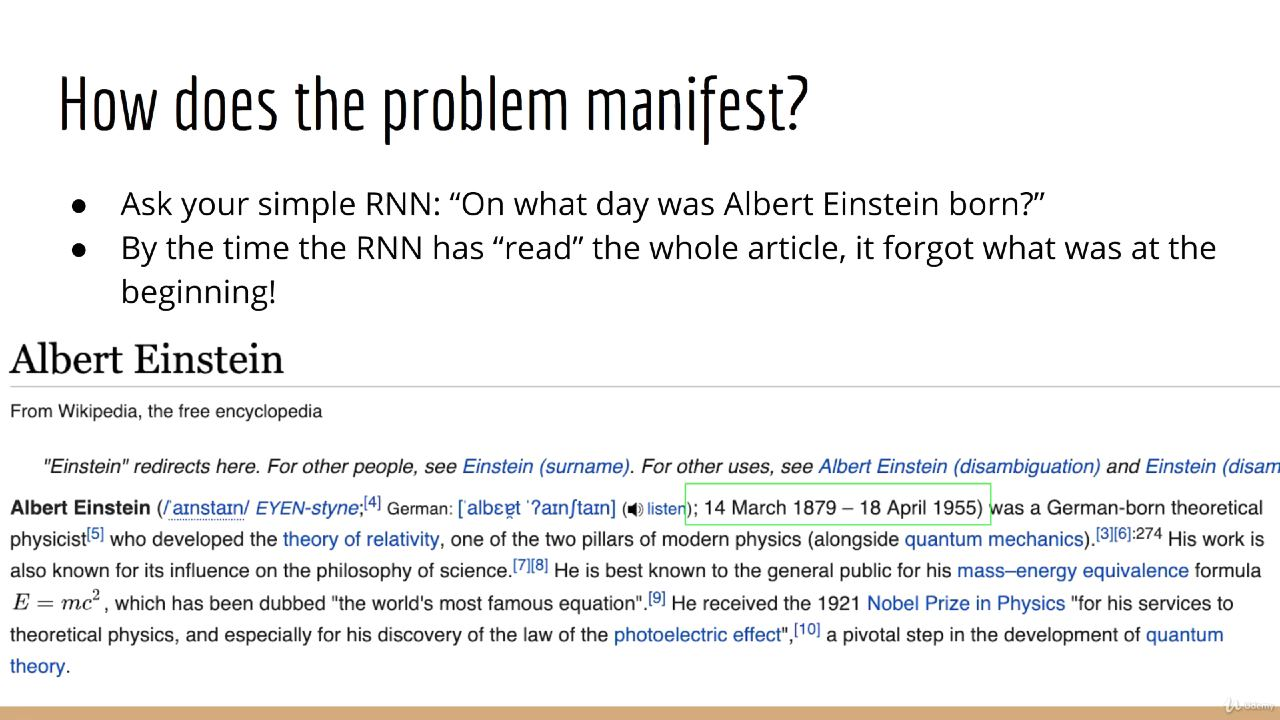 How does the problem manifest?
● Ask your simple RNN: “On what day was Albert Einstein born?”
● By the time the RNN has “read” the whole article, it forgot what was at the
beginning!
Albert Einstein
From Wikipedia, the free encyclopedia
"Einstein" redirects here. For other people, see Einstein (surname). For other uses, see Albert Einstein (disambiguation) and Einstein (disam
Albert Einstein (/ˈaɪnstaɪn/ EYEN-styne;[4] German: [ˈalbɛɐ̯t ˈʔaɪnʃtaɪn] (listen); 14 March 1879 – 18 April 1955) was a German-born theoretical
physicist[5] who developed the theory of relativity, one of the two pillars of modern physics (alongside quantum mechanics).[3][6]:274 His work is
also known for its influence on the philosophy of science.[7][8] He is best known to the general public for his mass–energy equivalence formula
E = mc², which has been dubbed "the world's most famous equation".[9] He received the 1921 Nobel Prize in Physics "for his services to
theoretical physics, and especially for his discovery of the law of the photoelectric effect",[10] a pivotal step in the development of quantum
theory.
Udemy